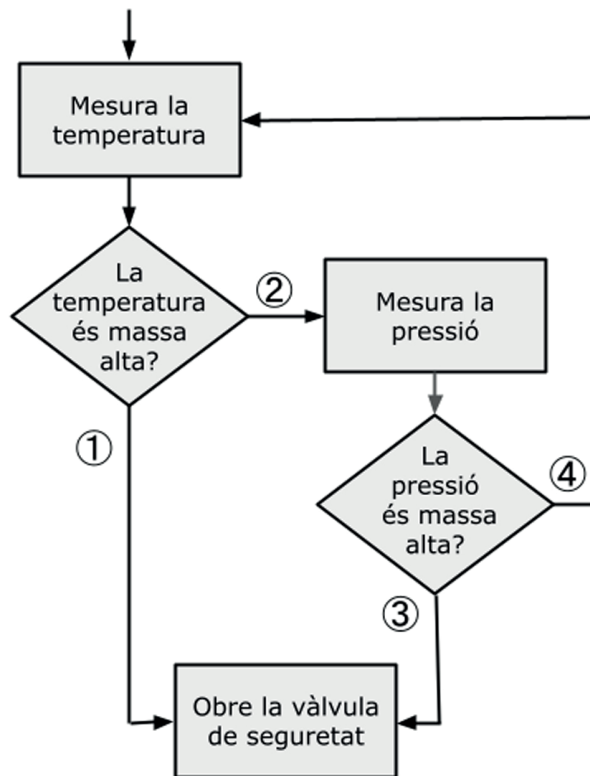 Mesura la
temperatura
La
temperatura
és massa
alta?
②
Mesura la
pressió
①
La
pressió
és massa
alta?
④
③
Obre la vàlvula
de seguretat